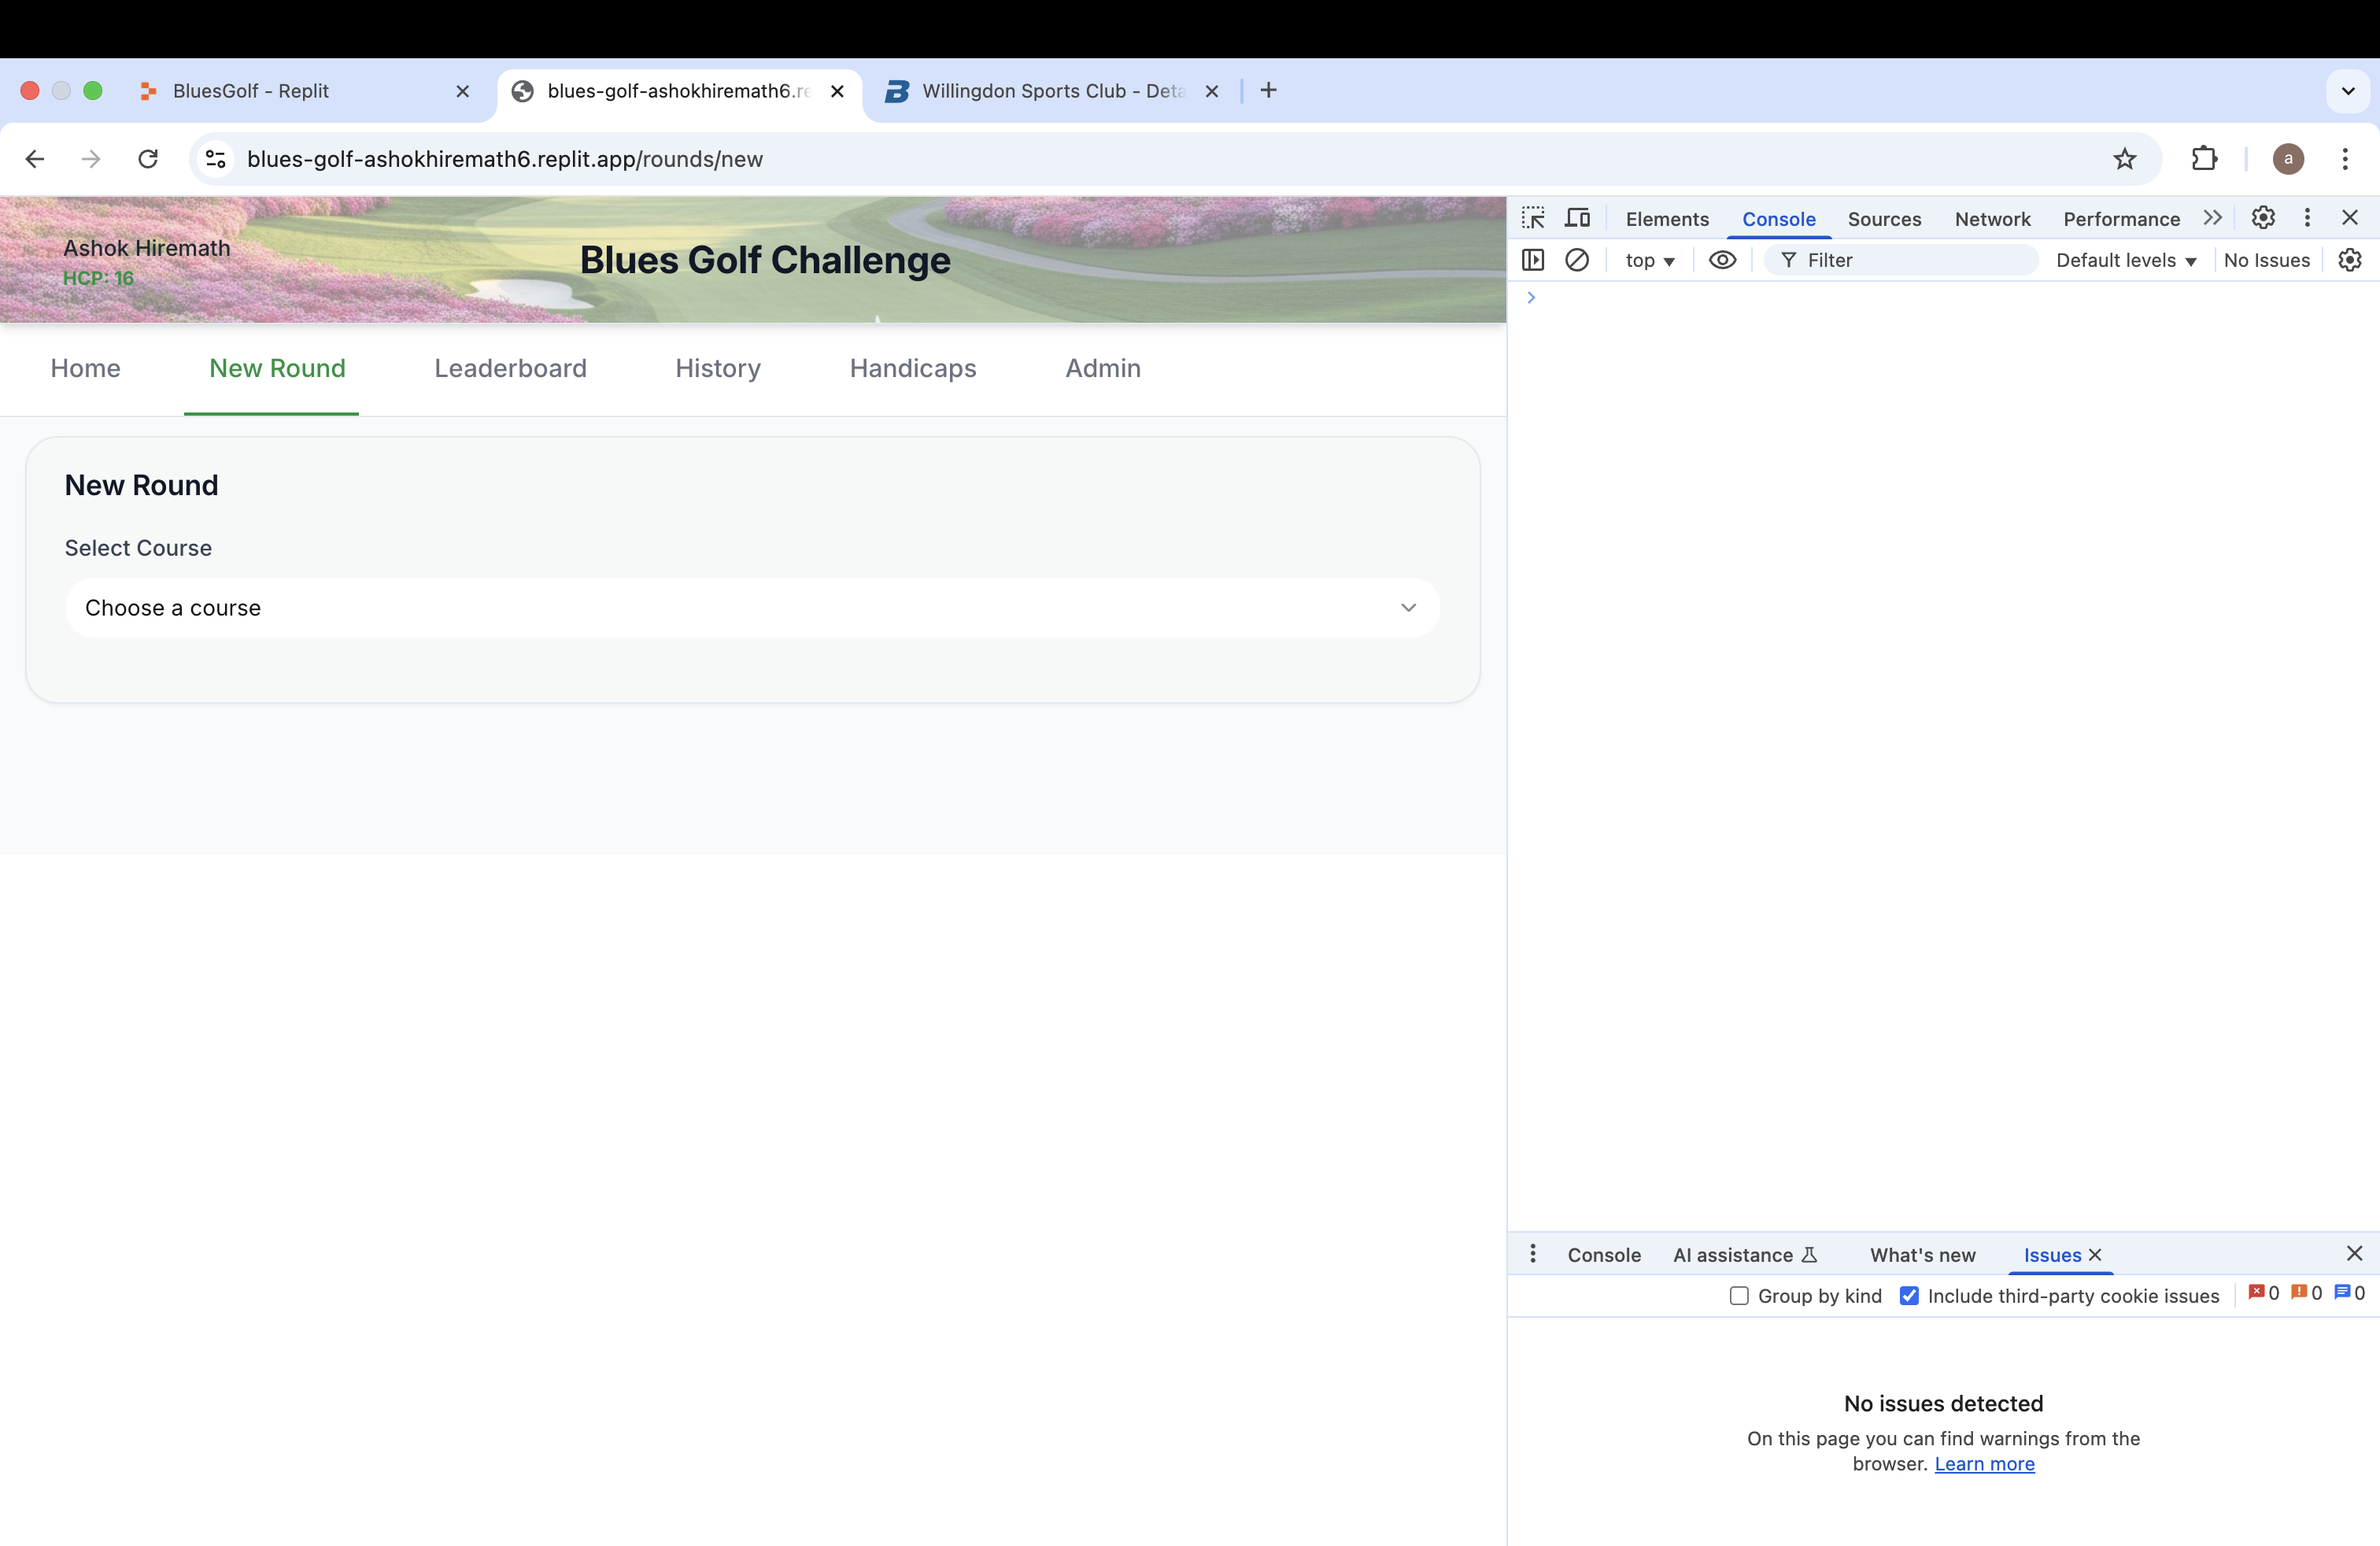 BluesGolf - Replit
blues-golf-ashokhiremath6.re
Willingdon Sports Club - Deta
blues-golf-ashokhiremath6.replit.app/rounds/new
a
Ashok Hiremath
HCP: 16
Blues Golf Challenge
Home
New Round
Leaderboard
History
Handicaps
Admin
New Round
Select Course
Choose a course
Elements
Console
Sources
Network
Performance
top
Filter
Default levels
No Issues
Console
AI assistance
What's new
Issues
Group by kind
Include third-party cookie issues
0
0
0
No issues detected
On this page you can find warnings from the
browser. Learn more